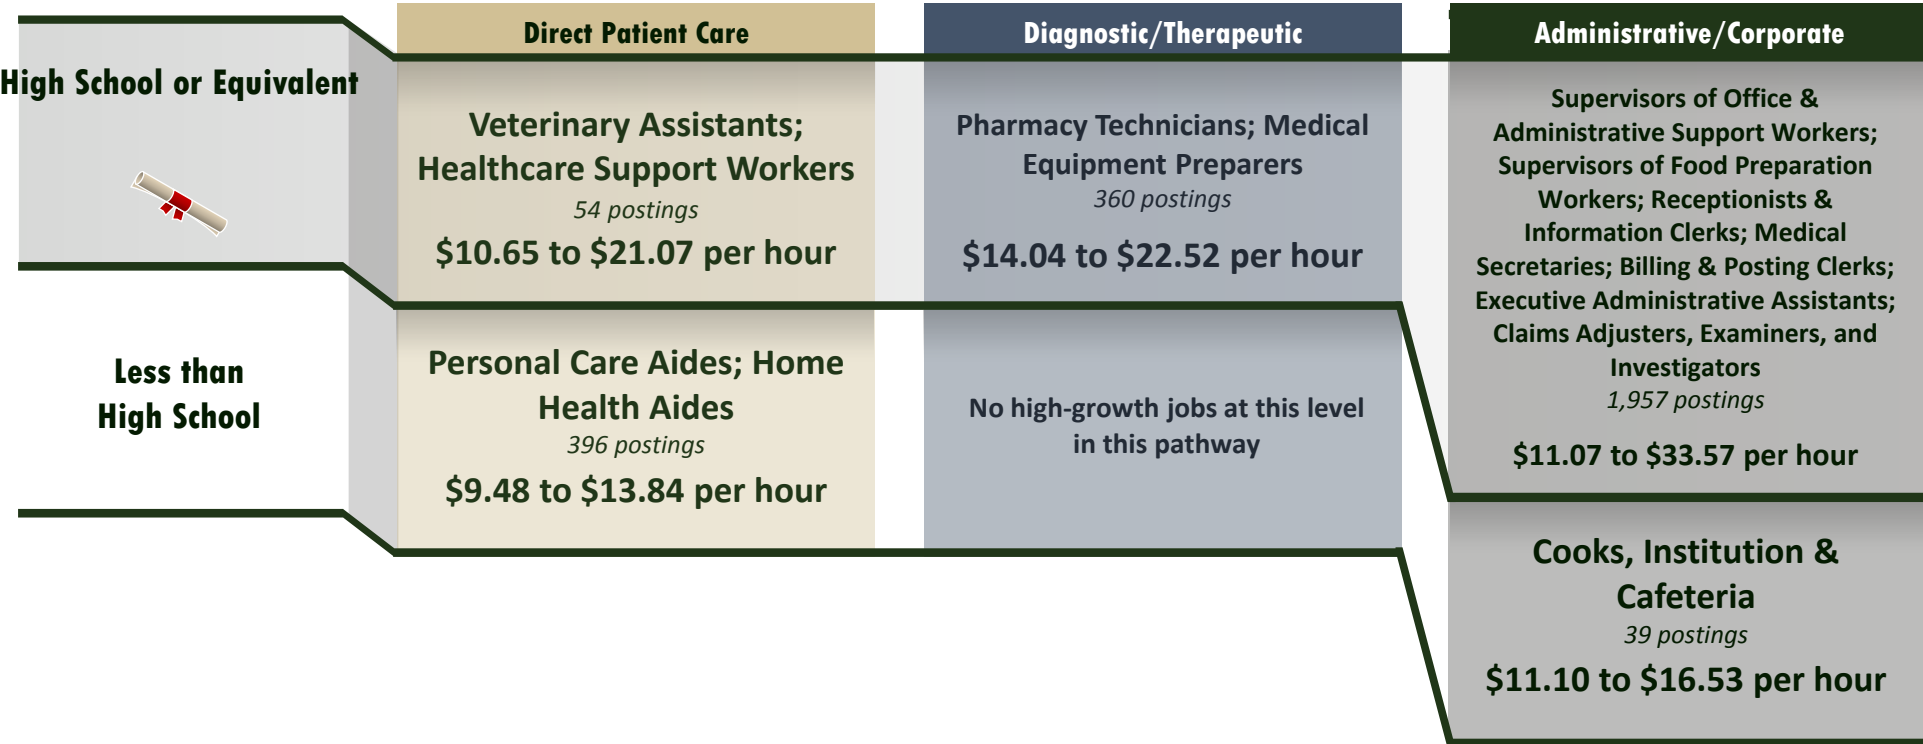 Direct Patient Care
Diagnostic/Therapeutic
Administrative/Corporate
High School or Equivalent
Veterinary Assistants;
Healthcare Support Workers
54 postings
$10.65 to $21.07 per hour
Pharmacy Technicians; Medical
Equipment Preparers
360 postings
$14.04 to $22.52 per hour
Supervisors of Office &
Administrative Support Workers;
Supervisors of Food Preparation
Workers; Receptionists &
Information Clerks; Medical
Secretaries; Billing & Posting Clerks;
Executive Administrative Assistants;
Claims Adjusters, Examiners, and
Investigators
1,957 postings
$11.07 to $33.57 per hour
Less than
High School
Personal Care Aides; Home
Health Aides
396 postings
$9.48 to $13.84 per hour
No high-growth jobs at this level
in this pathway
Cooks, Institution &
Cafeteria
39 postings
$11.10 to $16.53 per hour